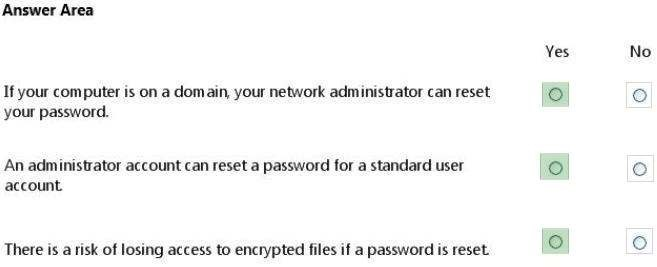 Answer Area
Yes No
If your computer is on a domain, your network administrator can reset
your password.
An administrator account can reset a password for a standard user
account.
There is a risk of losing access to encrypted files if a password is reset.